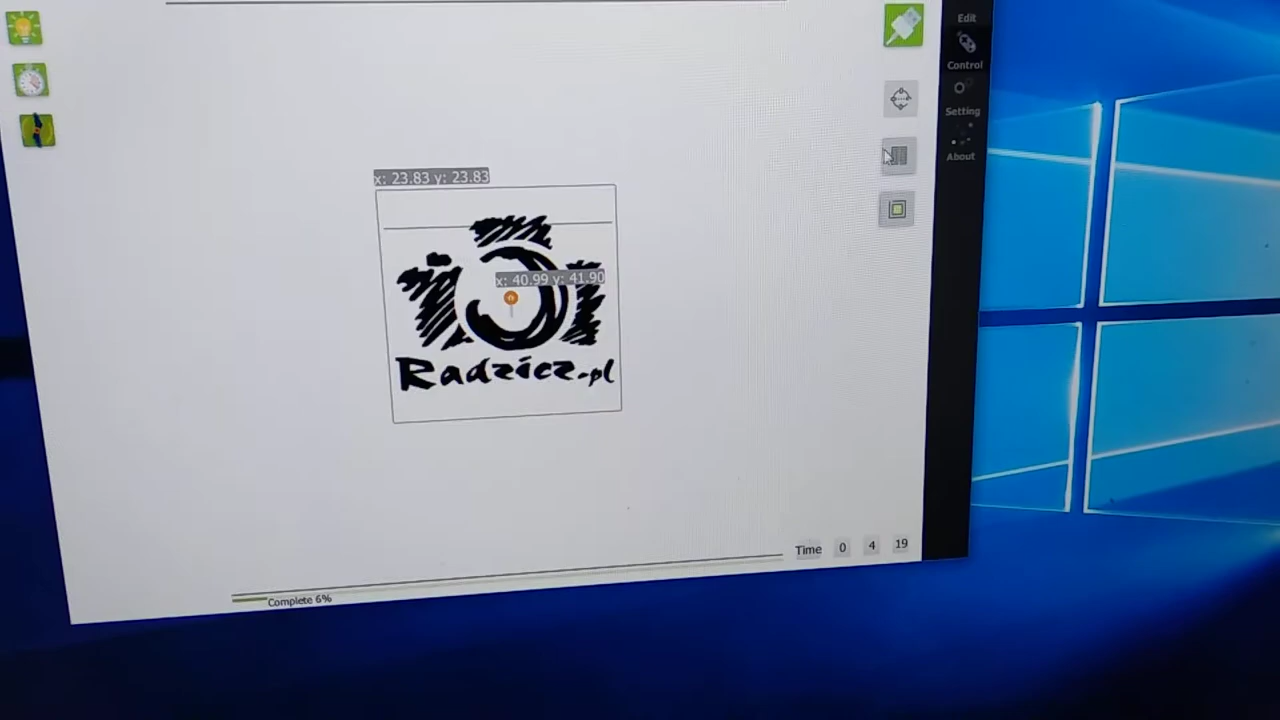 Edit
Control
Setting
About
x: 23.83 y: 23.83
x: 40.99 y: 41.90
Radzicz.pl
Time 0 4 19
Complete 6%